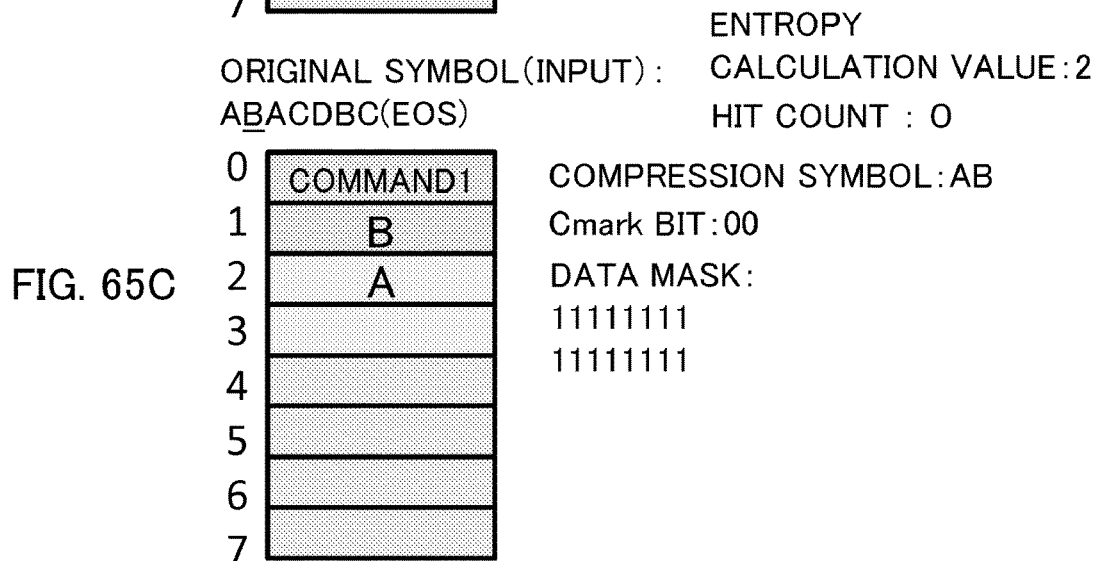 7
ENTROPY
ORIGINAL SYMBOL(INPUT): CALCULATION VALUE:2
ABACDBC(EOS) HIT COUNT : 0
0 COMMAND1 COMPRESSION SYMBOL:AB
1 B Cmark BIT:00
FIG. 65C 2 A DATA MASK:
3 11111111
11111111
4
5
6
7